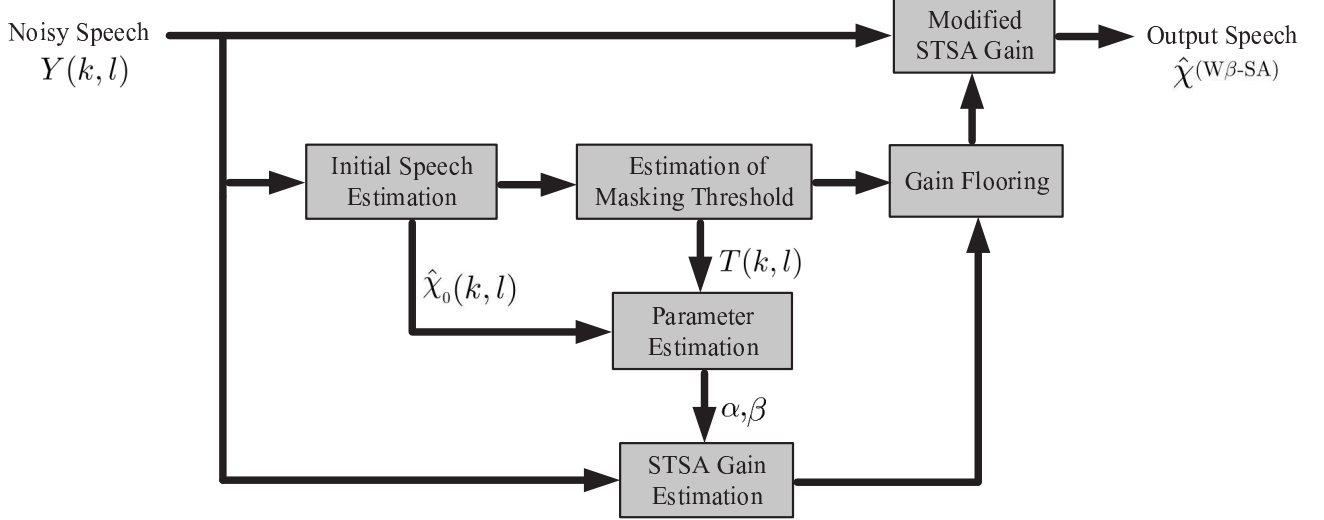 Noisy Speech
Y(k, l)
Modified
STSA Gain
Output Speech
χ̂^(Wβ-SA)
Initial Speech
Estimation
Estimation of
Masking Threshold
Gain Flooring
χ̂₀(k, l)
T(k, l)
Parameter
Estimation
α,β
STSA Gain
Estimation